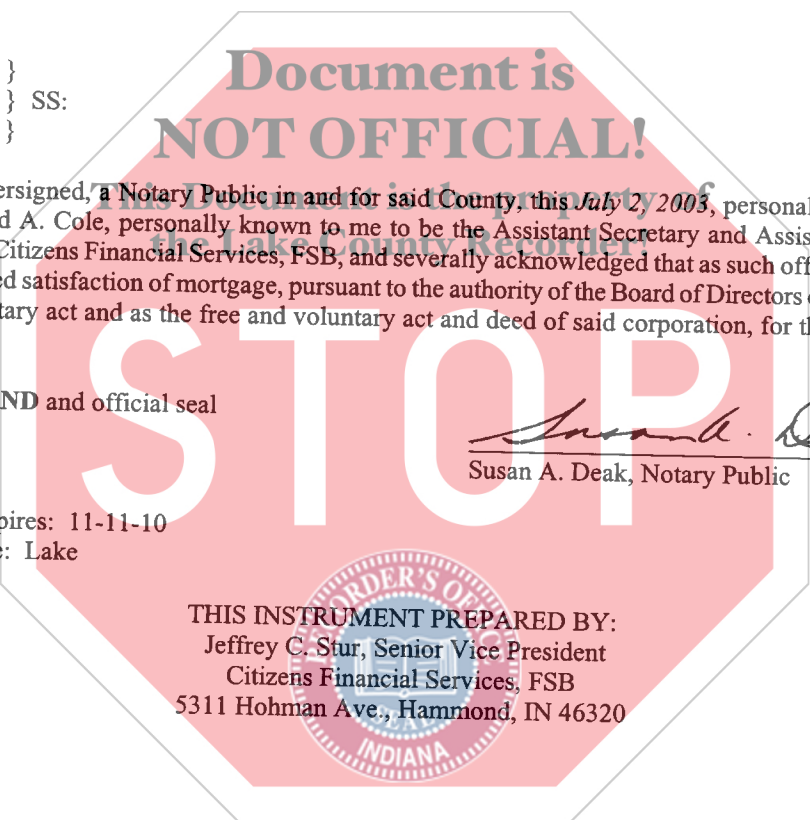 Document is
NOT OFFICIAL!
This Document is the property of
the Lake County Recorder!
STOP
}
} SS:
}
ersigned, a Notary Public in and for said County, this July 2, 2003, personal
d A. Cole, personally known to me to be the Assistant Secretary and Assis
Citizens Financial Services, FSB, and severally acknowledged that as such off
ed satisfaction of mortgage, pursuant to the authority of the Board of Directors
tary act and as the free and voluntary act and deed of said corporation, for th
ND and official seal
Susan A. De
Susan A. Deak, Notary Public
pires: 11-11-10
e: Lake
THIS INSTRUMENT PREPARED BY:
Jeffrey C. Stur, Senior Vice President
Citizens Financial Services, FSB
5311 Hohman Ave., Hammond, IN 46320
RECORDER'S OFFICE
SEAL
INDIANA